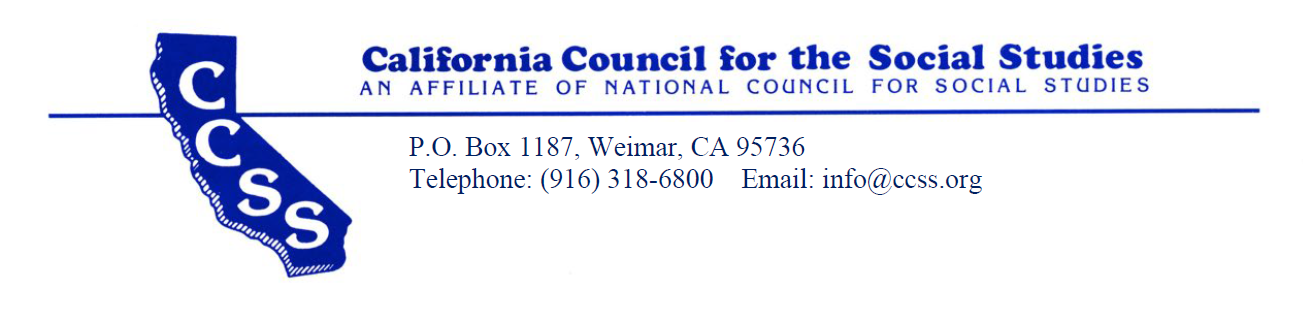 C
C
S
S
California Council for the Social Studies
AN AFFILIATE OF NATIONAL COUNCIL FOR SOCIAL STUDIES
P.O. Box 1187, Weimar, CA 95736
Telephone: (916) 318-6800    Email: info@ccss.org